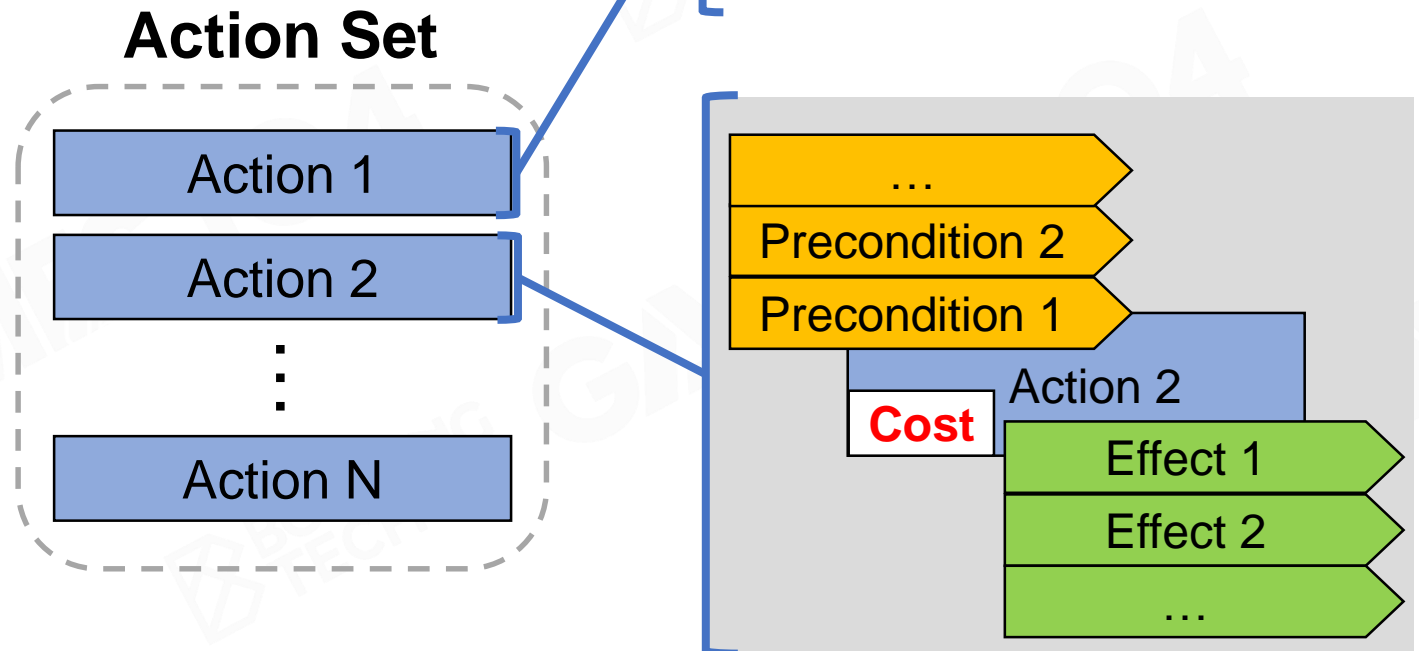 Action Set
Action 1
Action 2
⋮
Action N
…
Precondition 2
Precondition 1
Action 2
Cost
Effect 1
Effect 2
…